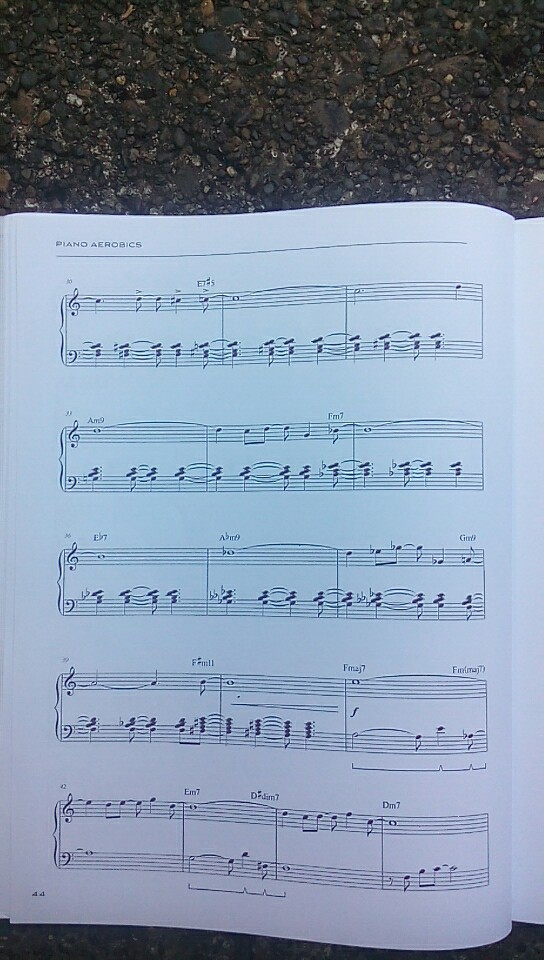 PIANO AEROBICS
30 E7♯5
33 Am9 Fm7
36 E♭7 A♭m9 Gm9
39 F♯m11 Fmaj7 Fm(maj7)
f
42 Em7 D♯dim7 Dm7
44